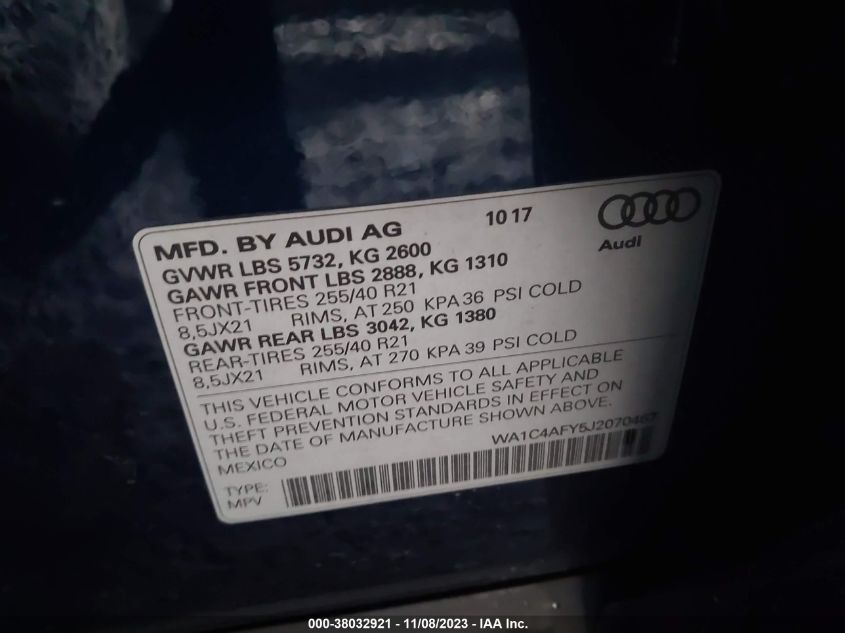 MFD. BY AUDI AG 10 17
Audi
GVWR LBS 5732, KG 2600
GAWR FRONT LBS 2888, KG 1310
FRONT-TIRES 255/40 R21
8,5JX21 RIMS, AT 250 KPA 36 PSI COLD
GAWR REAR LBS 3042, KG 1380
REAR-TIRES 255/40 R21
8,5JX21 RIMS, AT 270 KPA 39 PSI COLD
THIS VEHICLE CONFORMS TO ALL APPLICABLE
U.S. FEDERAL MOTOR VEHICLE SAFETY AND
THEFT PREVENTION STANDARDS IN EFFECT ON
THE DATE OF MANUFACTURE SHOWN ABOVE.
MEXICO WA1C4AFY5J2070467
TYPE:
MPV
000-38032921 - 11/08/2023 - IAA Inc.